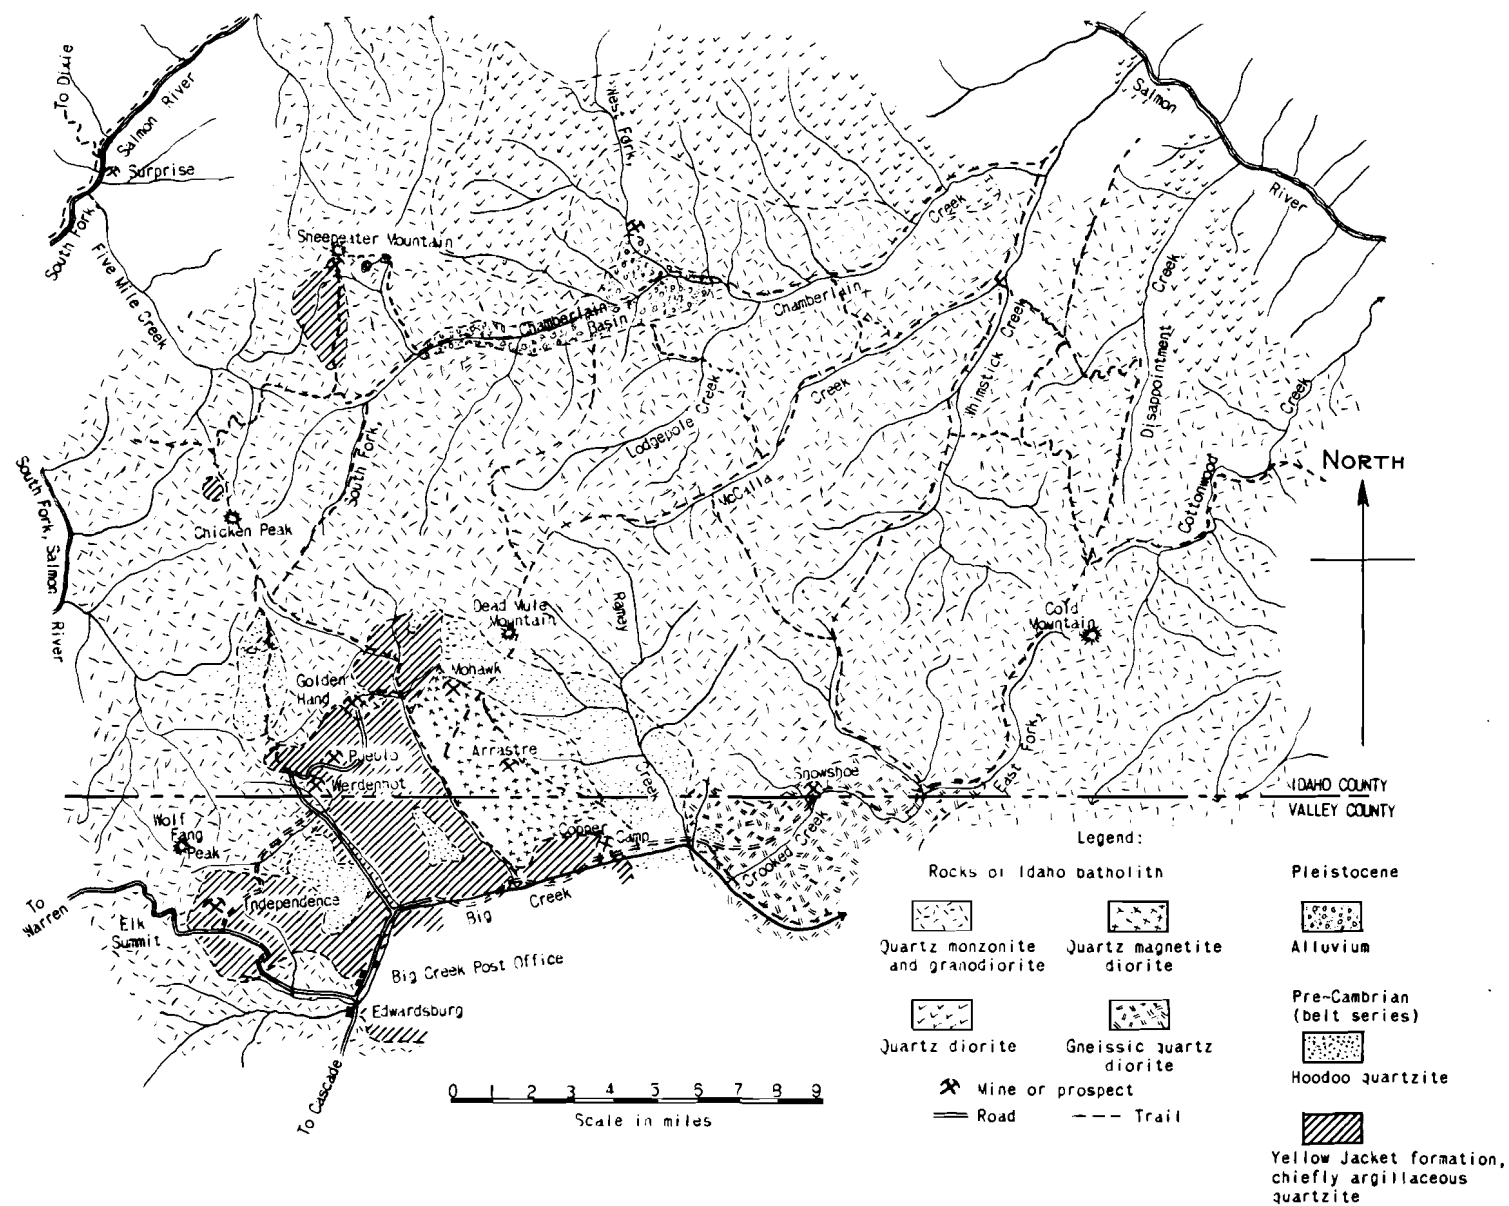 To Dixie
Salmon
River
Surprise
South Fork,
Five Mile Creek
Sheepeater Mountain
West Fork,
Creek
Chamberlain
Chamberlain
Basin
Salmon
River
Creek
Disappointment
Whimstick Creek
Creek
Lodgepole
Creek
McCalla
Creek
Cottonwood
NORTH
South Fork, Salmon
River
South Fork,
Chicken Peak
Dead Mule
Mountain
Ramey
Creek
Cold
Mountain
Golden
Hand
Mohawk
Pueblo
Werdenhot
Arrastre
Snowshoe
East Fork,
IDAHO COUNTY
VALLEY COUNTY
Wolf
Fang
Peak
Copper Camp
Crooked Creek
Independence
Big Creek
To
Warren
Elk
Summit
Big Creek Post Office
Edwardsburg
To Cascade
0 1 2 3 4 5 6 7 8 9
Scale in miles
Legend:
Rocks of Idaho batholith
Quartz monzonite
and granodiorite
Quartz magnetite
diorite
Quartz diorite
Gneissic quartz
diorite
Mine or prospect
Road
Trail
Pleistocene
Alluvium
Pre-Cambrian
(belt series)
Hoodoo quartzite
Yellow Jacket formation,
chiefly argillaceous
quartzite